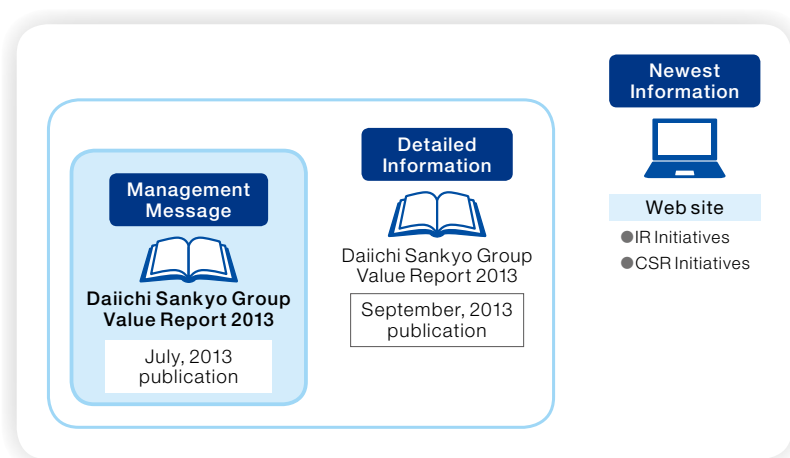 Management
Message
Daiichi Sankyo Group
Value Report 2013
July, 2013
publication
Detailed
Information
Daiichi Sankyo Group
Value Report 2013
September, 2013
publication
Newest
Information
Web site
●IR Initiatives
●CSR Initiatives